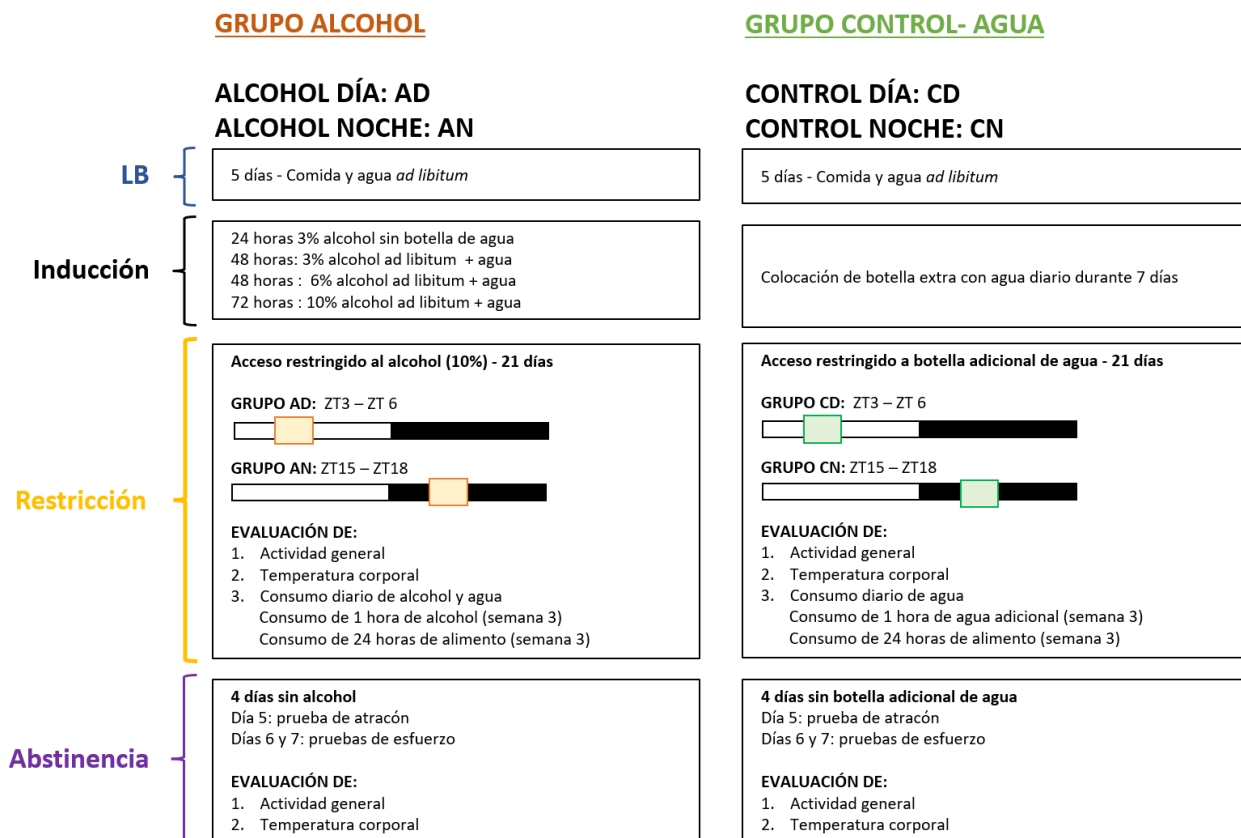 GRUPO ALCOHOL
ALCOHOL DÍA: AD
ALCOHOL NOCHE: AN
GRUPO CONTROL- AGUA
CONTROL DÍA: CD
CONTROL NOCHE: CN
LB
5 días - Comida y agua ad libitum
5 días - Comida y agua ad libitum
Inducción
24 horas 3% alcohol sin botella de agua
48 horas: 3% alcohol ad libitum + agua
48 horas : 6% alcohol ad libitum + agua
72 horas : 10% alcohol ad libitum + agua
Colocación de botella extra con agua diario durante 7 días
Restricción
Acceso restringido al alcohol (10%) - 21 días
GRUPO AD: ZT3 – ZT 6
GRUPO AN: ZT15 – ZT18
EVALUACIÓN DE:
1. Actividad general
2. Temperatura corporal
3. Consumo diario de alcohol y agua
Consumo de 1 hora de alcohol (semana 3)
Consumo de 24 horas de alimento (semana 3)
Acceso restringido a botella adicional de agua - 21 días
GRUPO CD: ZT3 – ZT 6
GRUPO CN: ZT15 – ZT18
EVALUACIÓN DE:
1. Actividad general
2. Temperatura corporal
3. Consumo diario de agua
Consumo de 1 hora de agua adicional (semana 3)
Consumo de 24 horas de alimento (semana 3)
Abstinencia
4 días sin alcohol
Día 5: prueba de atracón
Días 6 y 7: pruebas de esfuerzo
EVALUACIÓN DE:
1. Actividad general
2. Temperatura corporal
4 días sin botella adicional de agua
Día 5: prueba de atracón
Días 6 y 7: pruebas de esfuerzo
EVALUACIÓN DE:
1. Actividad general
2. Temperatura corporal